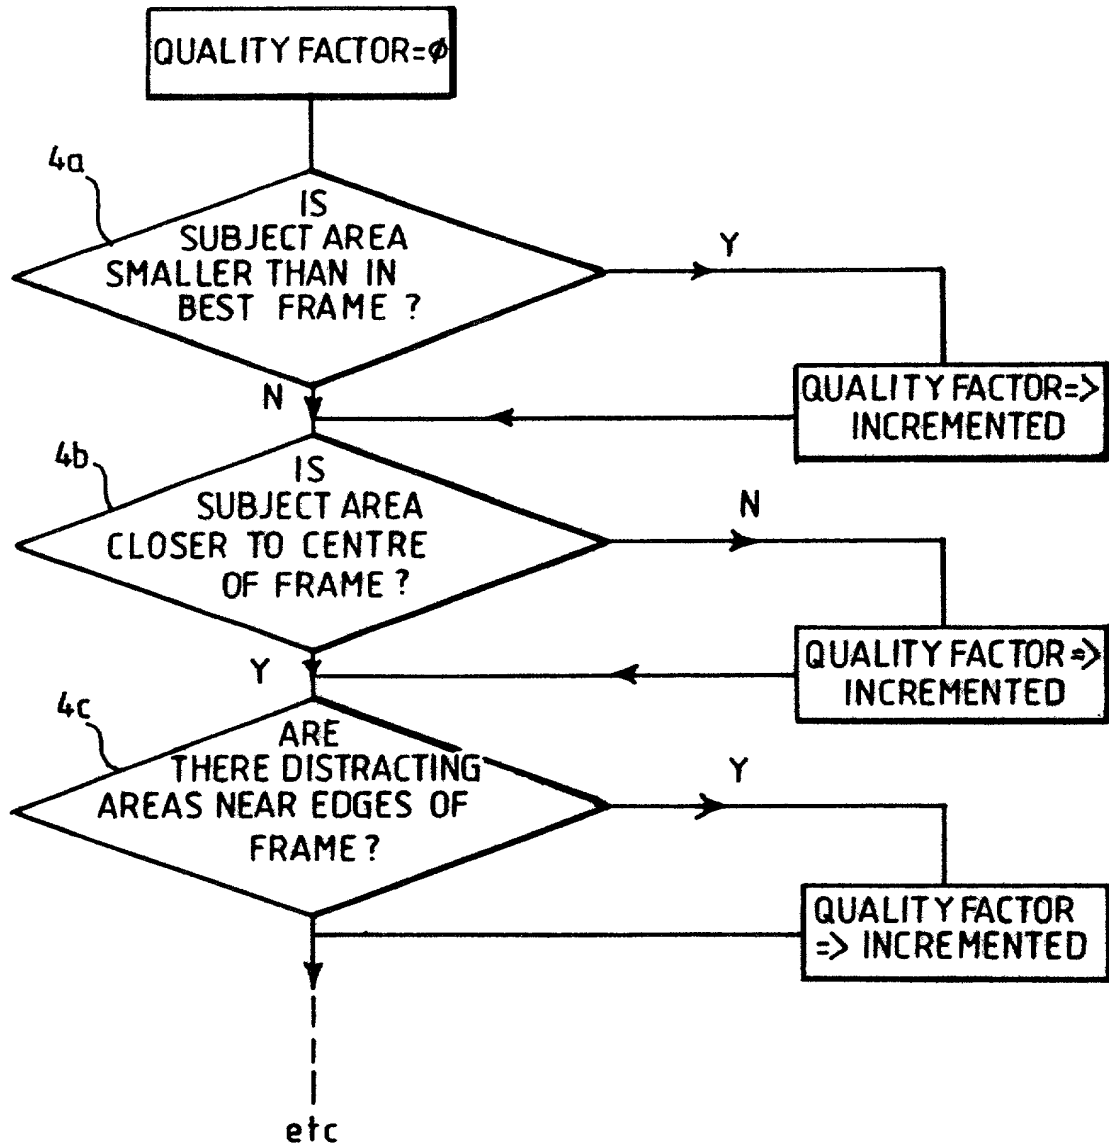 QUALITY FACTOR=ø
4a
IS
SUBJECT AREA
SMALLER THAN IN
BEST FRAME ?
Y
N
QUALITY FACTOR=>
INCREMENTED
4b
IS
SUBJECT AREA
CLOSER TO CENTRE
OF FRAME ?
N
Y
QUALITY FACTOR =>
INCREMENTED
4c
ARE
THERE DISTRACTING
AREAS NEAR EDGES OF
FRAME ?
Y
QUALITY FACTOR
=> INCREMENTED
etc